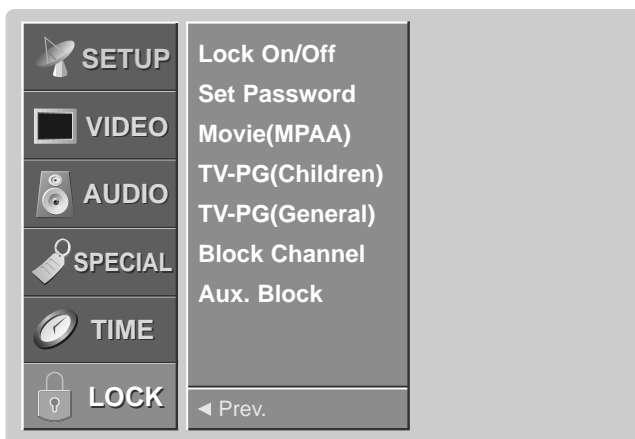 SETUP
VIDEO
AUDIO
SPECIAL
TIME
LOCK
Lock On/Off
Set Password
Movie(MPAA)
TV-PG(Children)
TV-PG(General)
Block Channel
Aux. Block
◄ Prev.